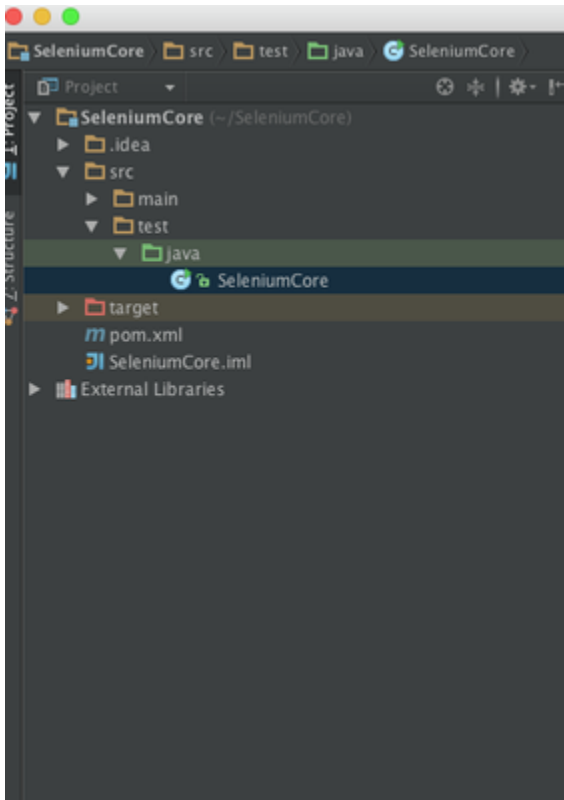 SeleniumCore src test java SeleniumCore
Project
1: Project
SeleniumCore (~/SeleniumCore)
.idea
src
main
test
java
SeleniumCore
target
pom.xml
SeleniumCore.iml
External Libraries
Z: Structure